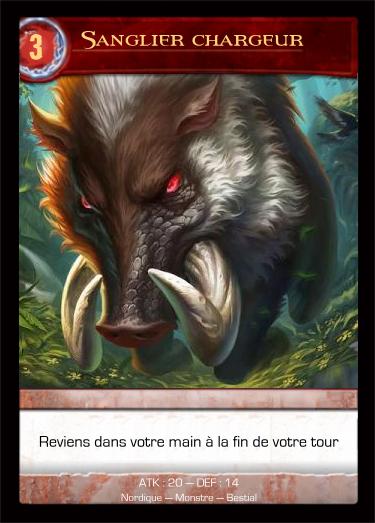 3
Sanglier chargeur
Reviens dans votre main à la fin de votre tour
ATK : 20 — DEF : 14
Nordique — Monstre — Bestial